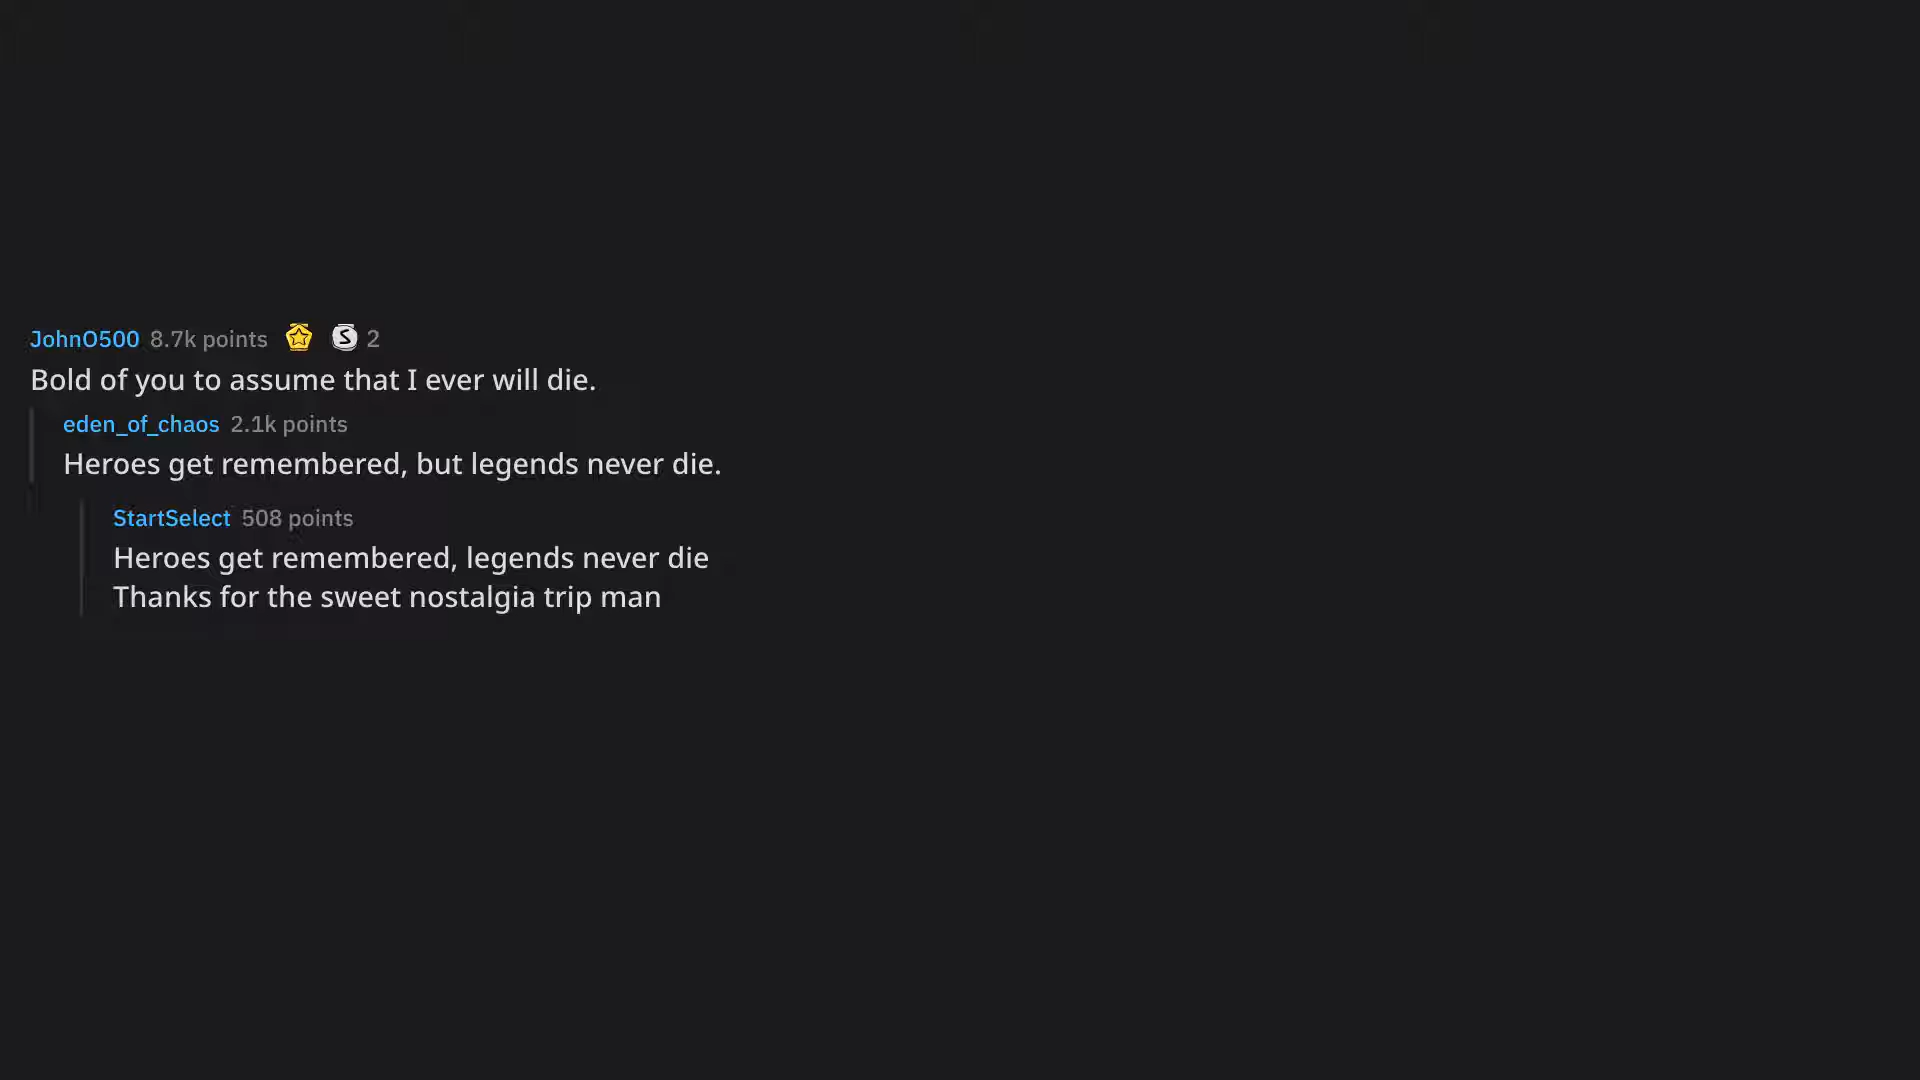 JohnO500 8.7k points 2
Bold of you to assume that I ever will die.
eden_of_chaos 2.1k points
Heroes get remembered, but legends never die.
StartSelect 508 points
Heroes get remembered, legends never die
Thanks for the sweet nostalgia trip man